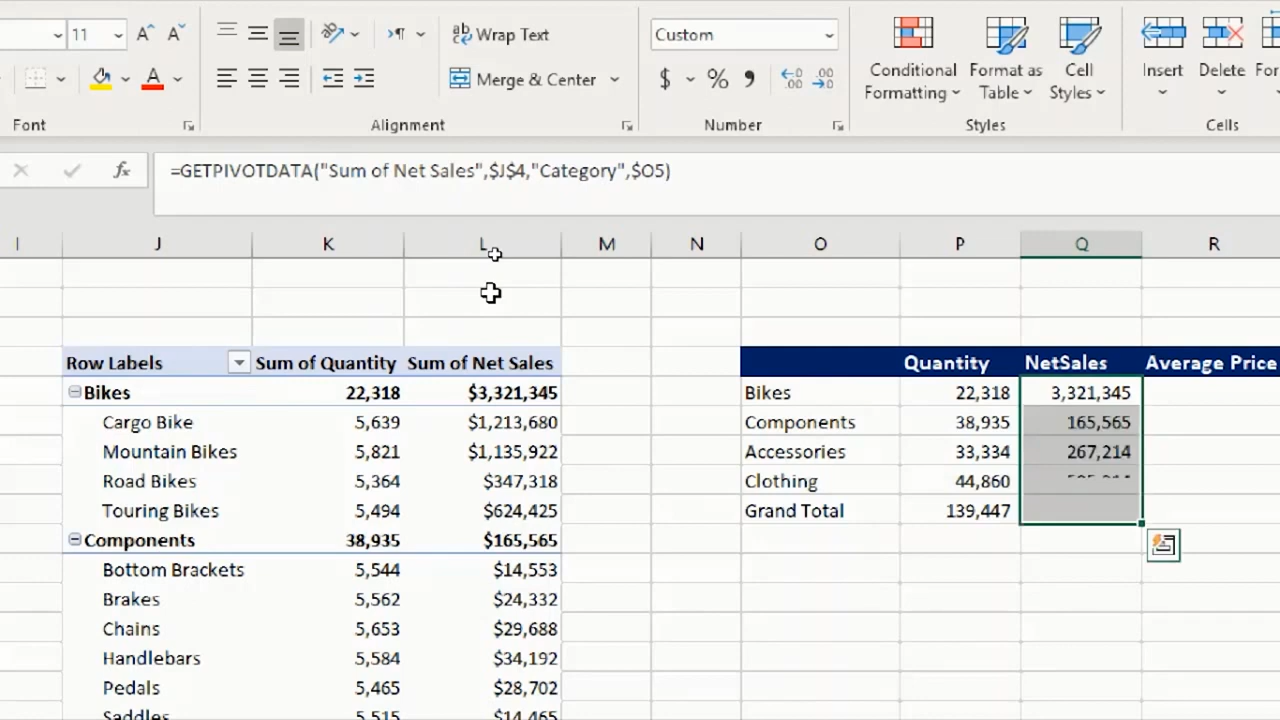 11 Wrap Text Custom
Merge & Center $ % Conditional Formatting Format as Table Cell Styles Insert Delete
Font Alignment Number Styles Cells
fx =GETPIVOTDATA("Sum of Net Sales",$J$4,"Category",$O5)
I J K L M N O P Q R
Row Labels Sum of Quantity Sum of Net Sales Quantity NetSales Average Price
Bikes 22,318 $3,321,345 Bikes 22,318 3,321,345
Cargo Bike 5,639 $1,213,680 Components 38,935 165,565
Mountain Bikes 5,821 $1,135,922 Accessories 33,334 267,214
Road Bikes 5,364 $347,318 Clothing 44,860
Touring Bikes 5,494 $624,425 Grand Total 139,447
Components 38,935 $165,565
Bottom Brackets 5,544 $14,553
Brakes 5,562 $24,332
Chains 5,653 $29,688
Handlebars 5,584 $34,192
Pedals 5,465 $28,702
Saddles 5,515 $14,465